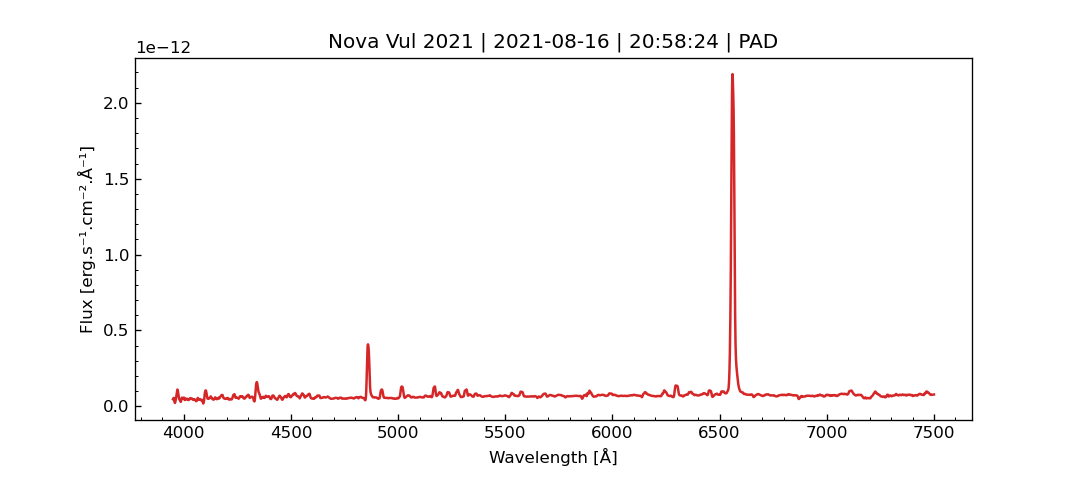 Nova Vul 2021 | 2021-08-16 | 20:58:24 | PAD
1e−12
2.0
1.5
1.0
0.5
0.0
Flux [erg.s⁻¹.cm⁻².Å⁻¹]
4000 4500 5000 5500 6000 6500 7000 7500
Wavelength [Å]